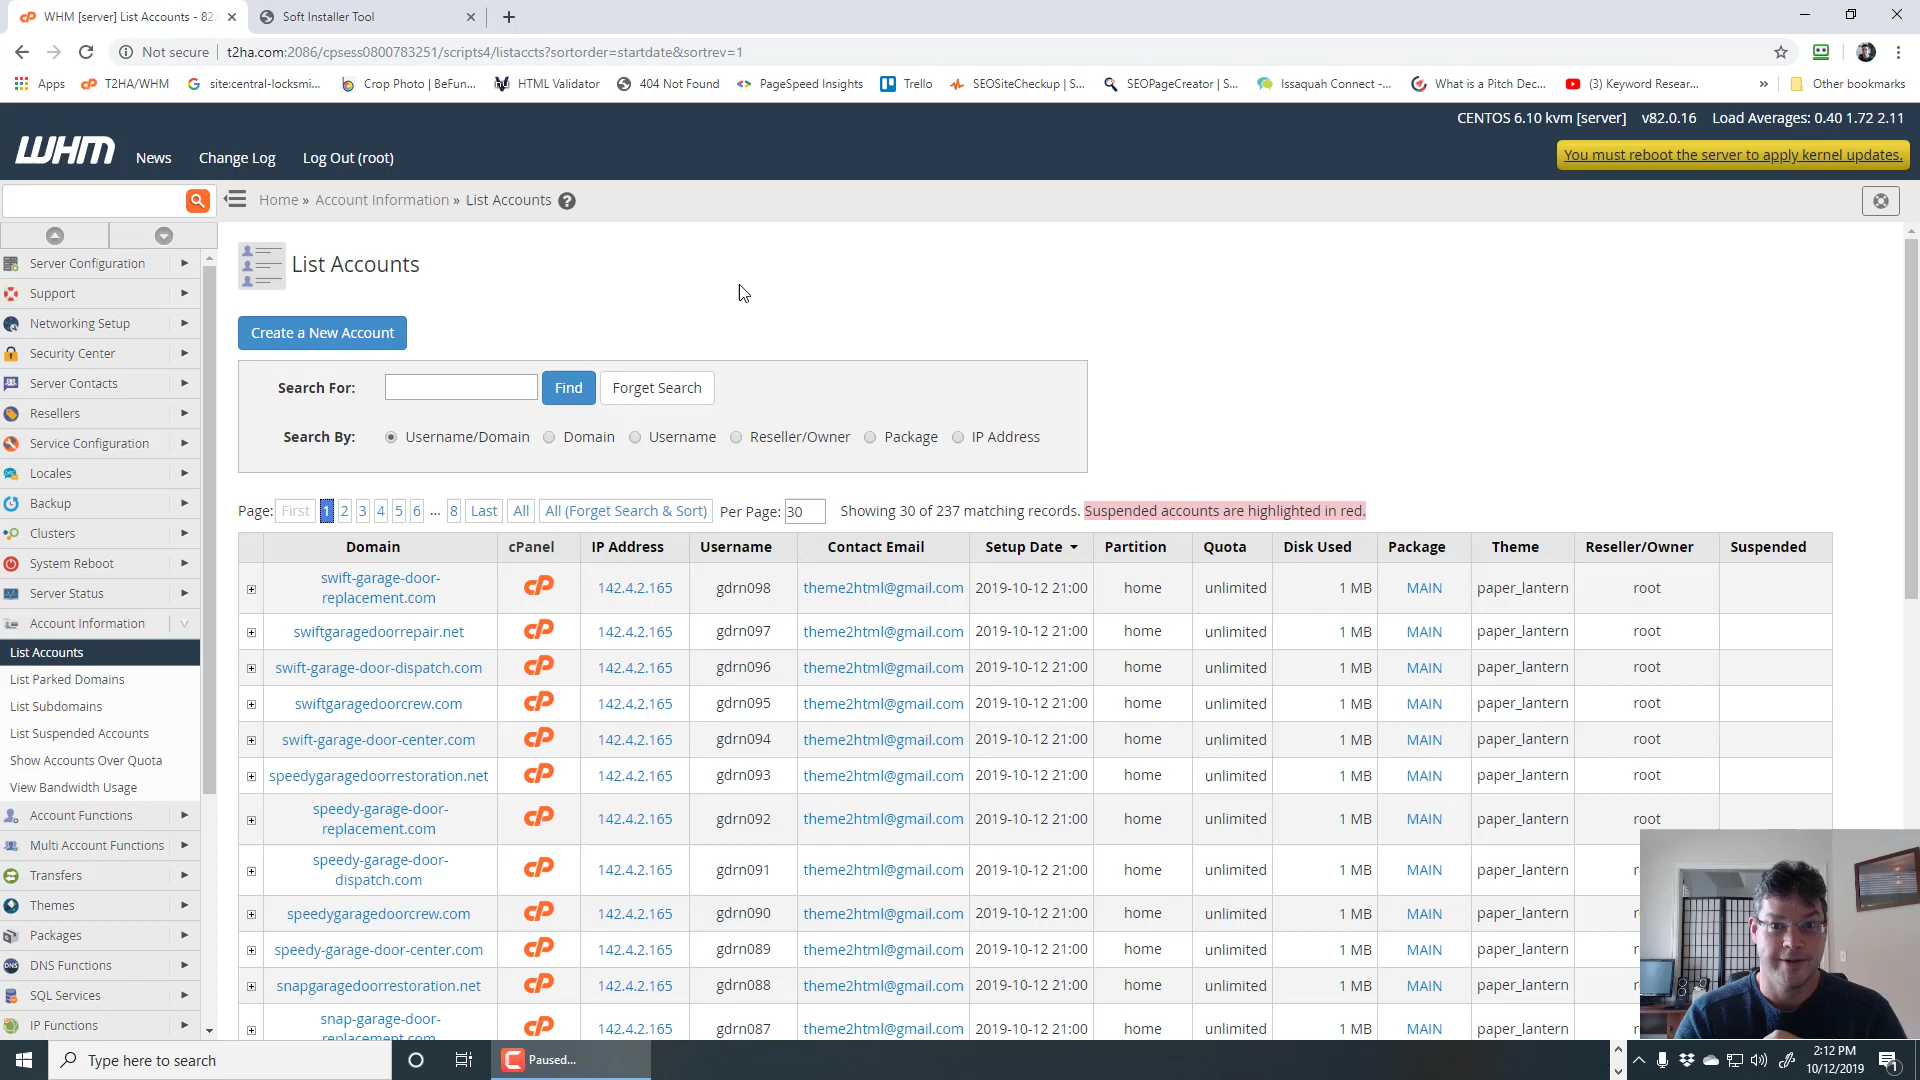 WHM [server] List Accounts - 82.
Soft Installer Tool
Not secure
t2ha.com:2086/cpsess0800783251/scripts4/listaccts?sortorder=startdate&sortrev=1
Apps
T2HA/WHM
site:central-locksmi...
Crop Photo | BeFun...
HTML Validator
404 Not Found
PageSpeed Insights
Trello
SEOSiteCheckup | S...
SEOPageCreator | S...
Issaquah Connect -...
What is a Pitch Dec...
(3) Keyword Resear...
»
Other bookmarks
CENTOS 6.10 kvm [server] v82.0.16 Load Averages: 0.40 1.72 2.11
WHM
News
Change Log
Log Out (root)
You must reboot the server to apply kernel updates.
Home » Account Information » List Accounts
Server Configuration
Support
Networking Setup
Security Center
Server Contacts
Resellers
Service Configuration
Locales
Backup
Clusters
System Reboot
Server Status
Account Information
List Accounts
List Parked Domains
List Subdomains
List Suspended Accounts
Show Accounts Over Quota
View Bandwidth Usage
Account Functions
Multi Account Functions
Transfers
Themes
Packages
DNS Functions
SQL Services
IP Functions
List Accounts
Create a New Account
Search For: Find Forget Search
Search By: Username/Domain Domain Username Reseller/Owner Package IP Address
Page: First 1 2 3 4 5 6 ... 8 Last All All (Forget Search & Sort) Per Page: 30 Showing 30 of 237 matching records. Suspended accounts are highlighted in red.
Domain cPanel IP Address Username Contact Email Setup Date Partition Quota Disk Used Package Theme Reseller/Owner Suspended
swift-garage-door-
replacement.com cP 142.4.2.165 gdrn098 theme2html@gmail.com 2019-10-12 21:00 home unlimited 1 MB MAIN paper_lantern root
swiftgaragedoorrepair.net cP 142.4.2.165 gdrn097 theme2html@gmail.com 2019-10-12 21:00 home unlimited 1 MB MAIN paper_lantern root
swift-garage-door-dispatch.com cP 142.4.2.165 gdrn096 theme2html@gmail.com 2019-10-12 21:00 home unlimited 1 MB MAIN paper_lantern root
swiftgaragedoorcrew.com cP 142.4.2.165 gdrn095 theme2html@gmail.com 2019-10-12 21:00 home unlimited 1 MB MAIN paper_lantern root
swift-garage-door-center.com cP 142.4.2.165 gdrn094 theme2html@gmail.com 2019-10-12 21:00 home unlimited 1 MB MAIN paper_lantern root
speedygaragedoorrestoration.net cP 142.4.2.165 gdrn093 theme2html@gmail.com 2019-10-12 21:00 home unlimited 1 MB MAIN paper_lantern root
speedy-garage-door-
replacement.com cP 142.4.2.165 gdrn092 theme2html@gmail.com 2019-10-12 21:00 home unlimited 1 MB MAIN paper_lantern root
speedy-garage-door-
dispatch.com cP 142.4.2.165 gdrn091 theme2html@gmail.com 2019-10-12 21:00 home unlimited 1 MB MAIN paper_lantern
speedygaragedoorcrew.com cP 142.4.2.165 gdrn090 theme2html@gmail.com 2019-10-12 21:00 home unlimited 1 MB MAIN paper_lantern
speedy-garage-door-center.com cP 142.4.2.165 gdrn089 theme2html@gmail.com 2019-10-12 21:00 home unlimited 1 MB MAIN paper_lantern
snapgaragedoorrestoration.net cP 142.4.2.165 gdrn088 theme2html@gmail.com 2019-10-12 21:00 home unlimited 1 MB MAIN paper_lantern
snap-garage-door-
replacement.com cP 142.4.2.165 gdrn087 theme2html@gmail.com 2019-10-12 21:00 home unlimited 1 MB MAIN paper_lantern
Type here to search
Paused...
2:12 PM
10/12/2019
1